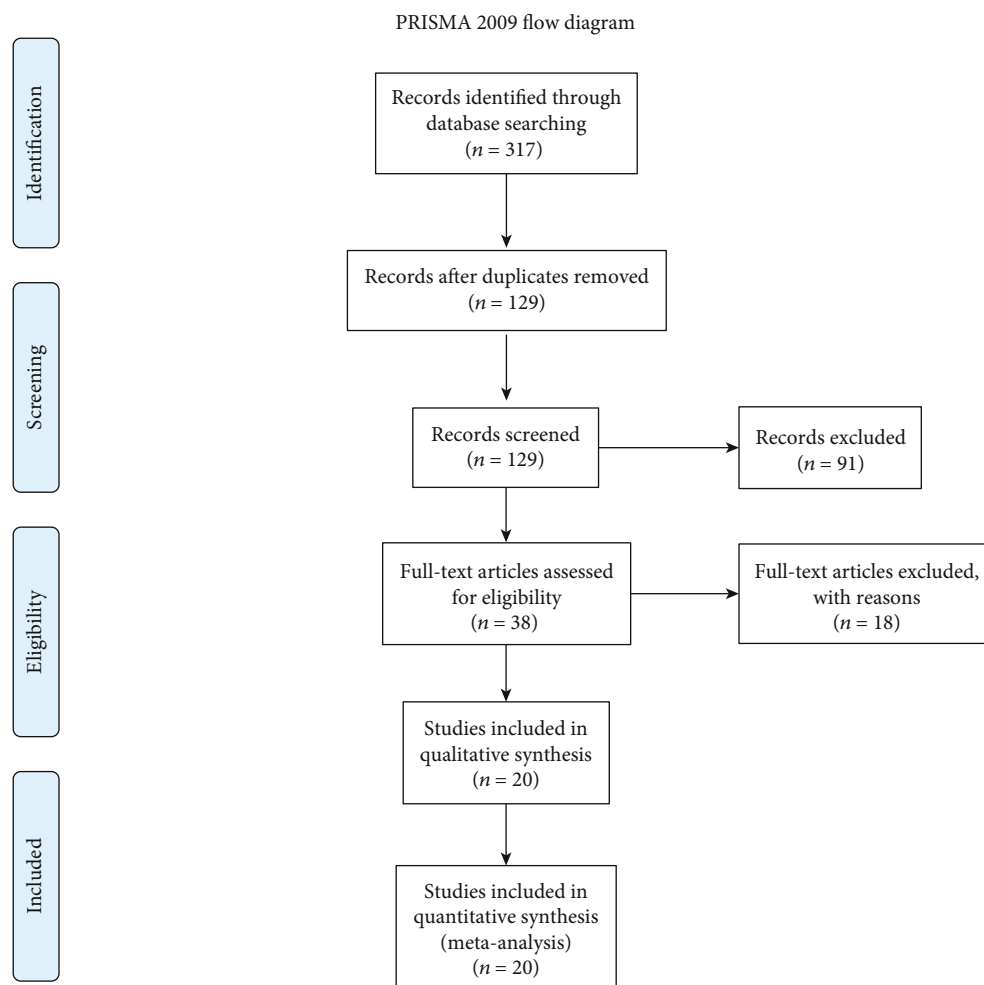 PRISMA 2009 flow diagram
Identification
Records identified through
database searching
(n = 317)
Records after duplicates removed
(n = 129)
Screening
Records screened
(n = 129)
Records excluded
(n = 91)
Eligibility
Full-text articles assessed
for eligibility
(n = 38)
Full-text articles excluded,
with reasons
(n = 18)
Studies included in
qualitative synthesis
(n = 20)
Included
Studies included in
quantitative synthesis
(meta-analysis)
(n = 20)